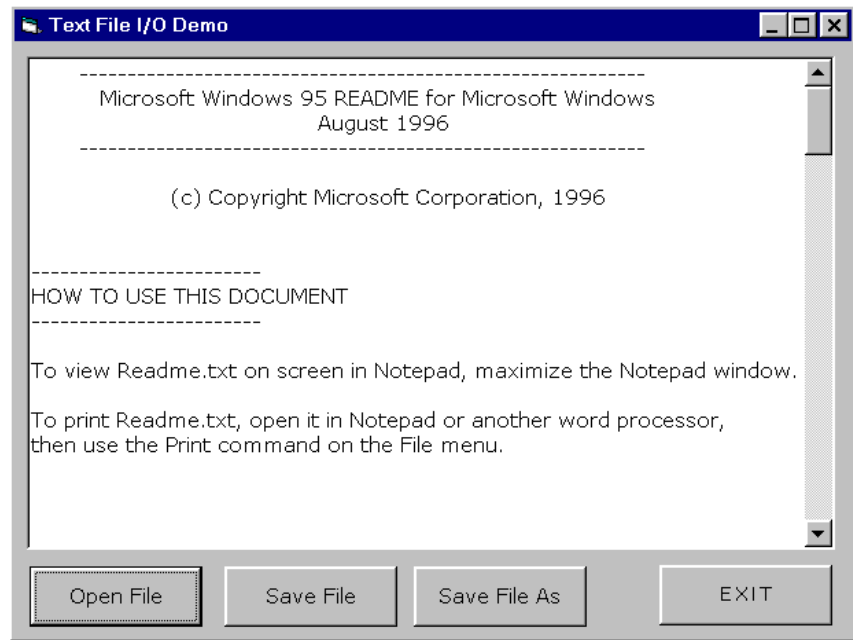 Text File I/O Demo
-----------------------------------------------------------
Microsoft Windows 95 README for Microsoft Windows
August 1996
-----------------------------------------------------------
(c) Copyright Microsoft Corporation, 1996
------------------------
HOW TO USE THIS DOCUMENT
------------------------
To view Readme.txt on screen in Notepad, maximize the Notepad window.
To print Readme.txt, open it in Notepad or another word processor,
then use the Print command on the File menu.
Open File
Save File
Save File As
EXIT